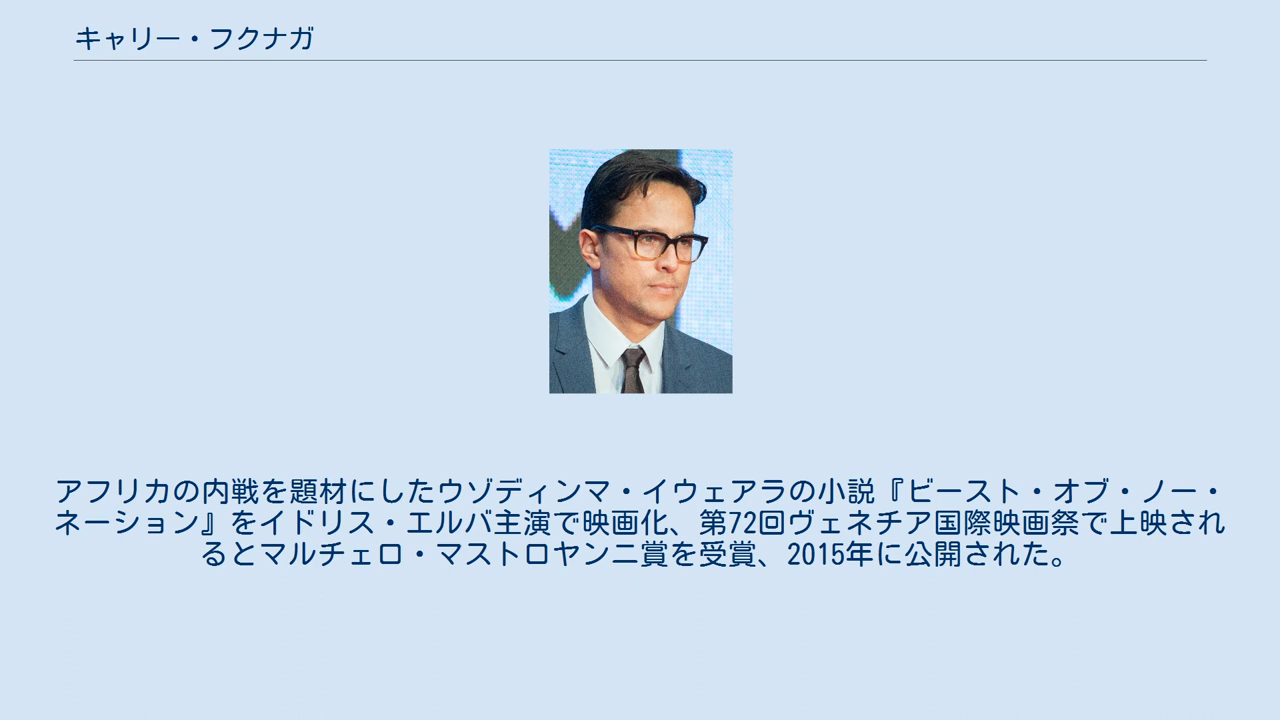 キャリー・フクナガ
アフリカの内戦を題材にしたウゾディンマ・イウェアラの小説『ビースト・オブ・ノー・
ネーション』をイドリス・エルバ主演で映画化、第72回ヴェネチア国際映画祭で上映され
るとマルチェロ・マストロヤンニ賞を受賞、2015年に公開された。